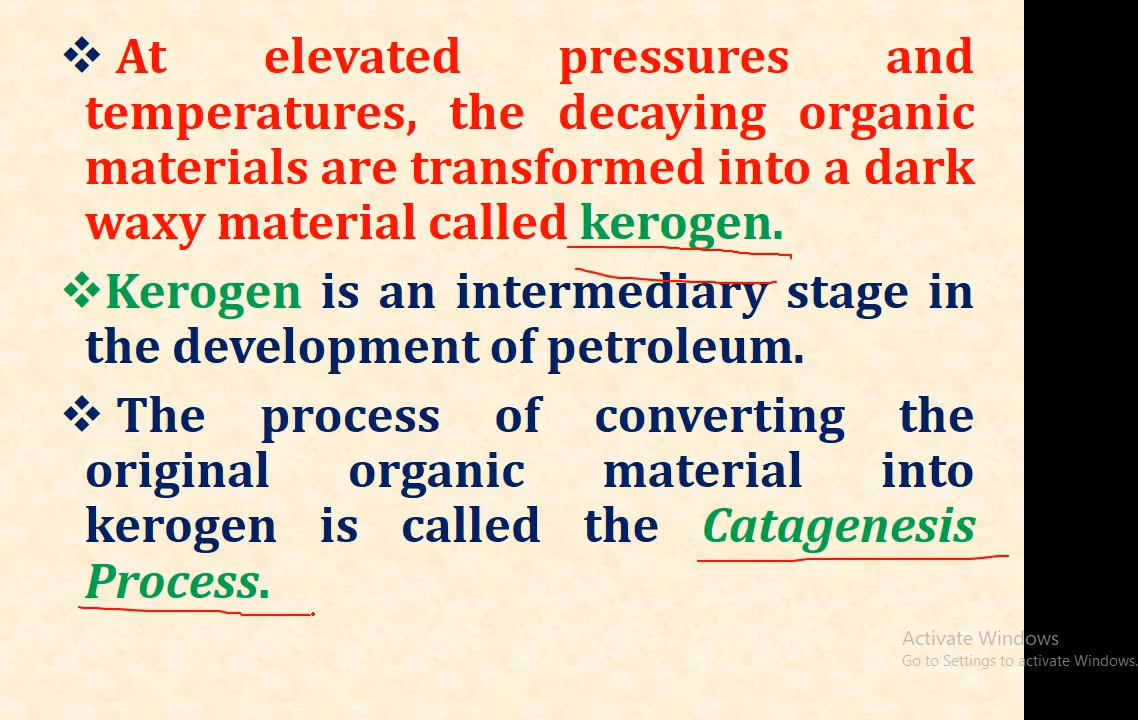 At elevated pressures and
temperatures, the decaying organic
materials are transformed into a dark
waxy material called kerogen.
Kerogen is an intermediary stage in
the development of petroleum.
The process of converting the
original organic material into
kerogen is called the Catagenesis
Process.
Activate Windows
Go to Settings to activate Windows.